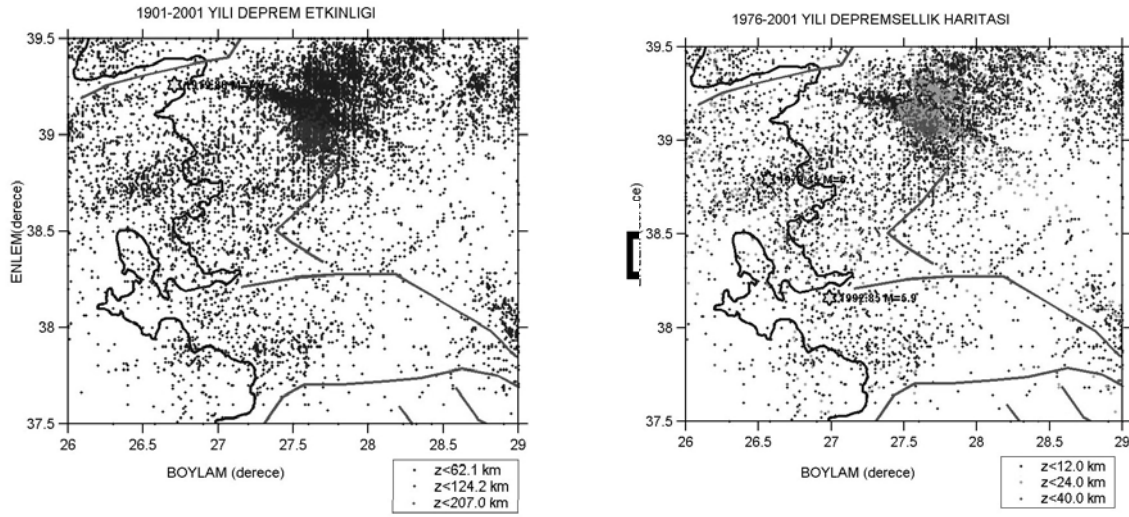 1901-2001 YILI DEPREM ETKINLIGI
39.5
39
38.5
38
37.5
ENLEM(derece)
26
26.5
27
27.5
28
28.5
29
BOYLAM (derece)
z<62.1 km
z<124.2 km
z<207.0 km
1976-2001 YILI DEPREMSELLIK HARITASI
39.5
39
38.5
38
37.5
M=5.9
26
26.5
27
27.5
28
28.5
29
BOYLAM (derece)
z<12.0 km
z<24.0 km
z<40.0 km